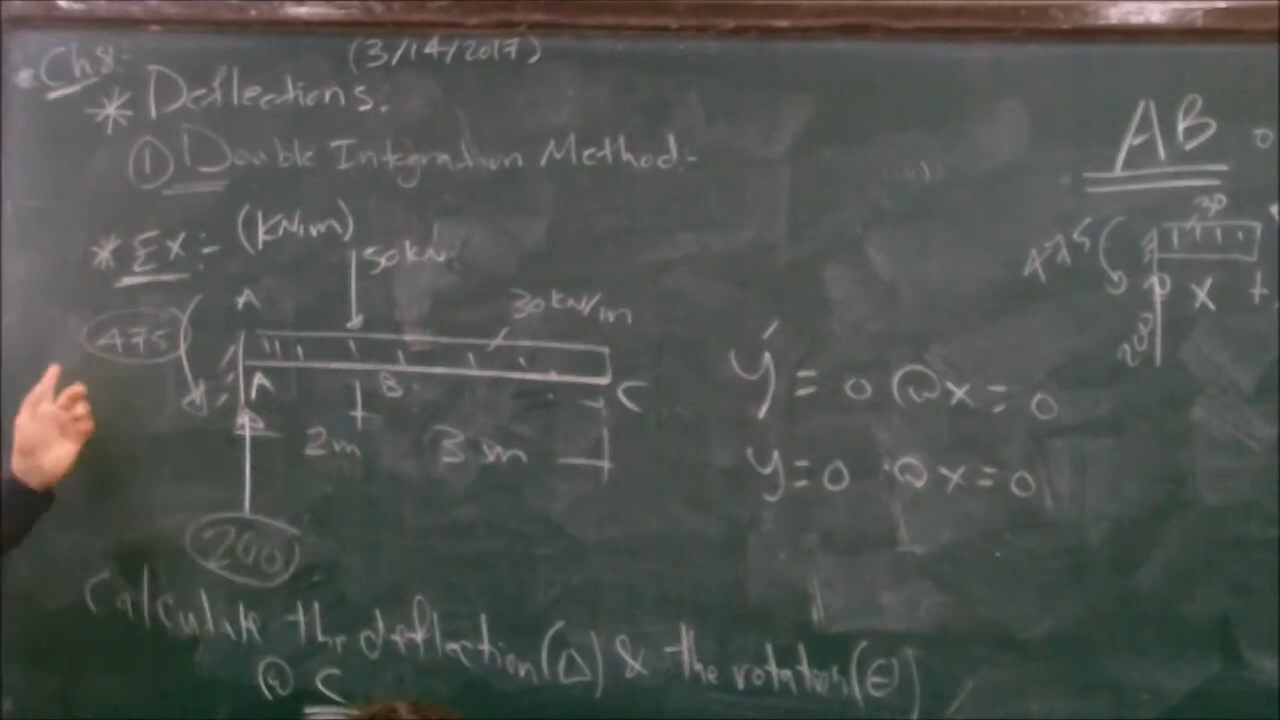 Ch8:
(3/14/2017)
* Deflections:
① Double Integration Method:-
* Ex:- (kN,m)
50kN
A
30kN/m
475
A
B
C
2m
3m
200
Calculate the deflection(Δ) & the rotation(θ)
@ C
y' = 0 @ x = 0
y = 0 @ x = 0
AB
30
475
x
200